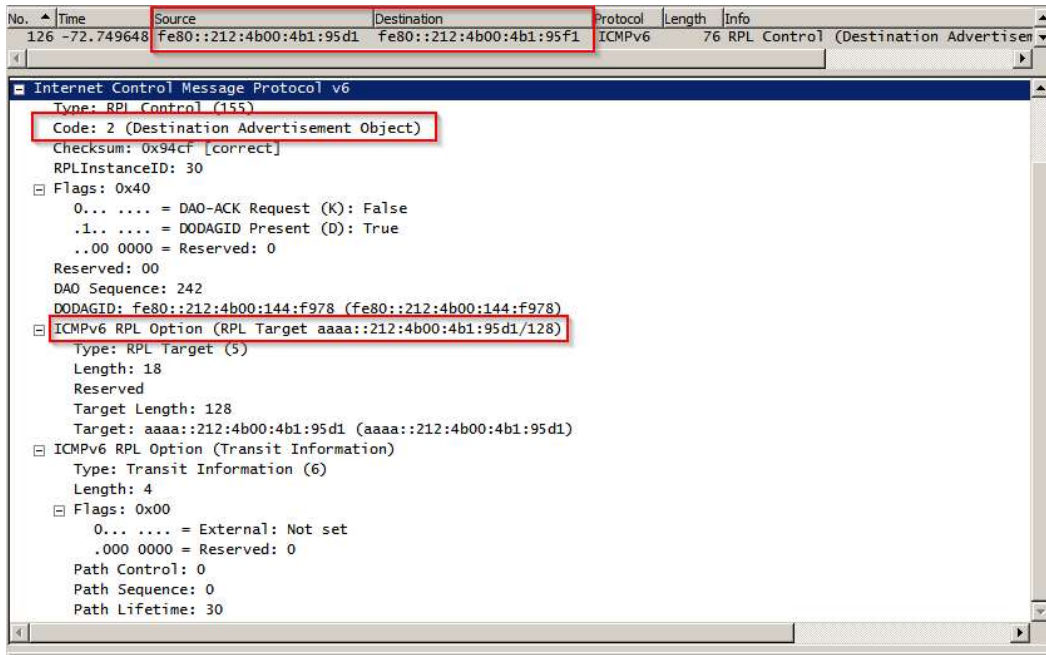 No. Time Source Destination Protocol Length Info
126 -72.749648 fe80::212:4b00:4b1:95d1 fe80::212:4b00:4b1:95f1 ICMPv6 76 RPL Control (Destination Advertisem
Internet Control Message Protocol v6
Type: RPL Control (155)
Code: 2 (Destination Advertisement Object)
Checksum: 0x94cf [correct]
RPLInstanceID: 30
Flags: 0x40
0... .... = DAO-ACK Request (K): False
.1.. .... = DODAGID Present (D): True
..00 0000 = Reserved: 0
Reserved: 00
DAO Sequence: 242
DODAGID: fe80::212:4b00:144:f978 (fe80::212:4b00:144:f978)
ICMPv6 RPL Option (RPL Target aaaa::212:4b00:4b1:95d1/128)
Type: RPL Target (5)
Length: 18
Reserved
Target Length: 128
Target: aaaa::212:4b00:4b1:95d1 (aaaa::212:4b00:4b1:95d1)
ICMPv6 RPL Option (Transit Information)
Type: Transit Information (6)
Length: 4
Flags: 0x00
0... .... = External: Not set
.000 0000 = Reserved: 0
Path Control: 0
Path Sequence: 0
Path Lifetime: 30